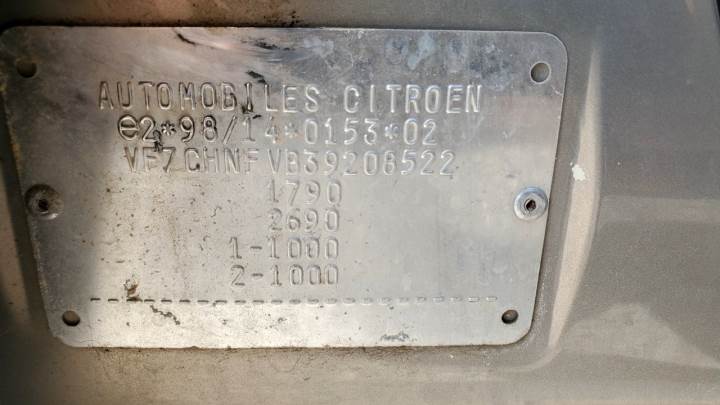 AUTOMOBILES CITROEN
e2*98/14*0153*02
VF7CHNFVB39208522
1790
2690
1-1000
2-1000